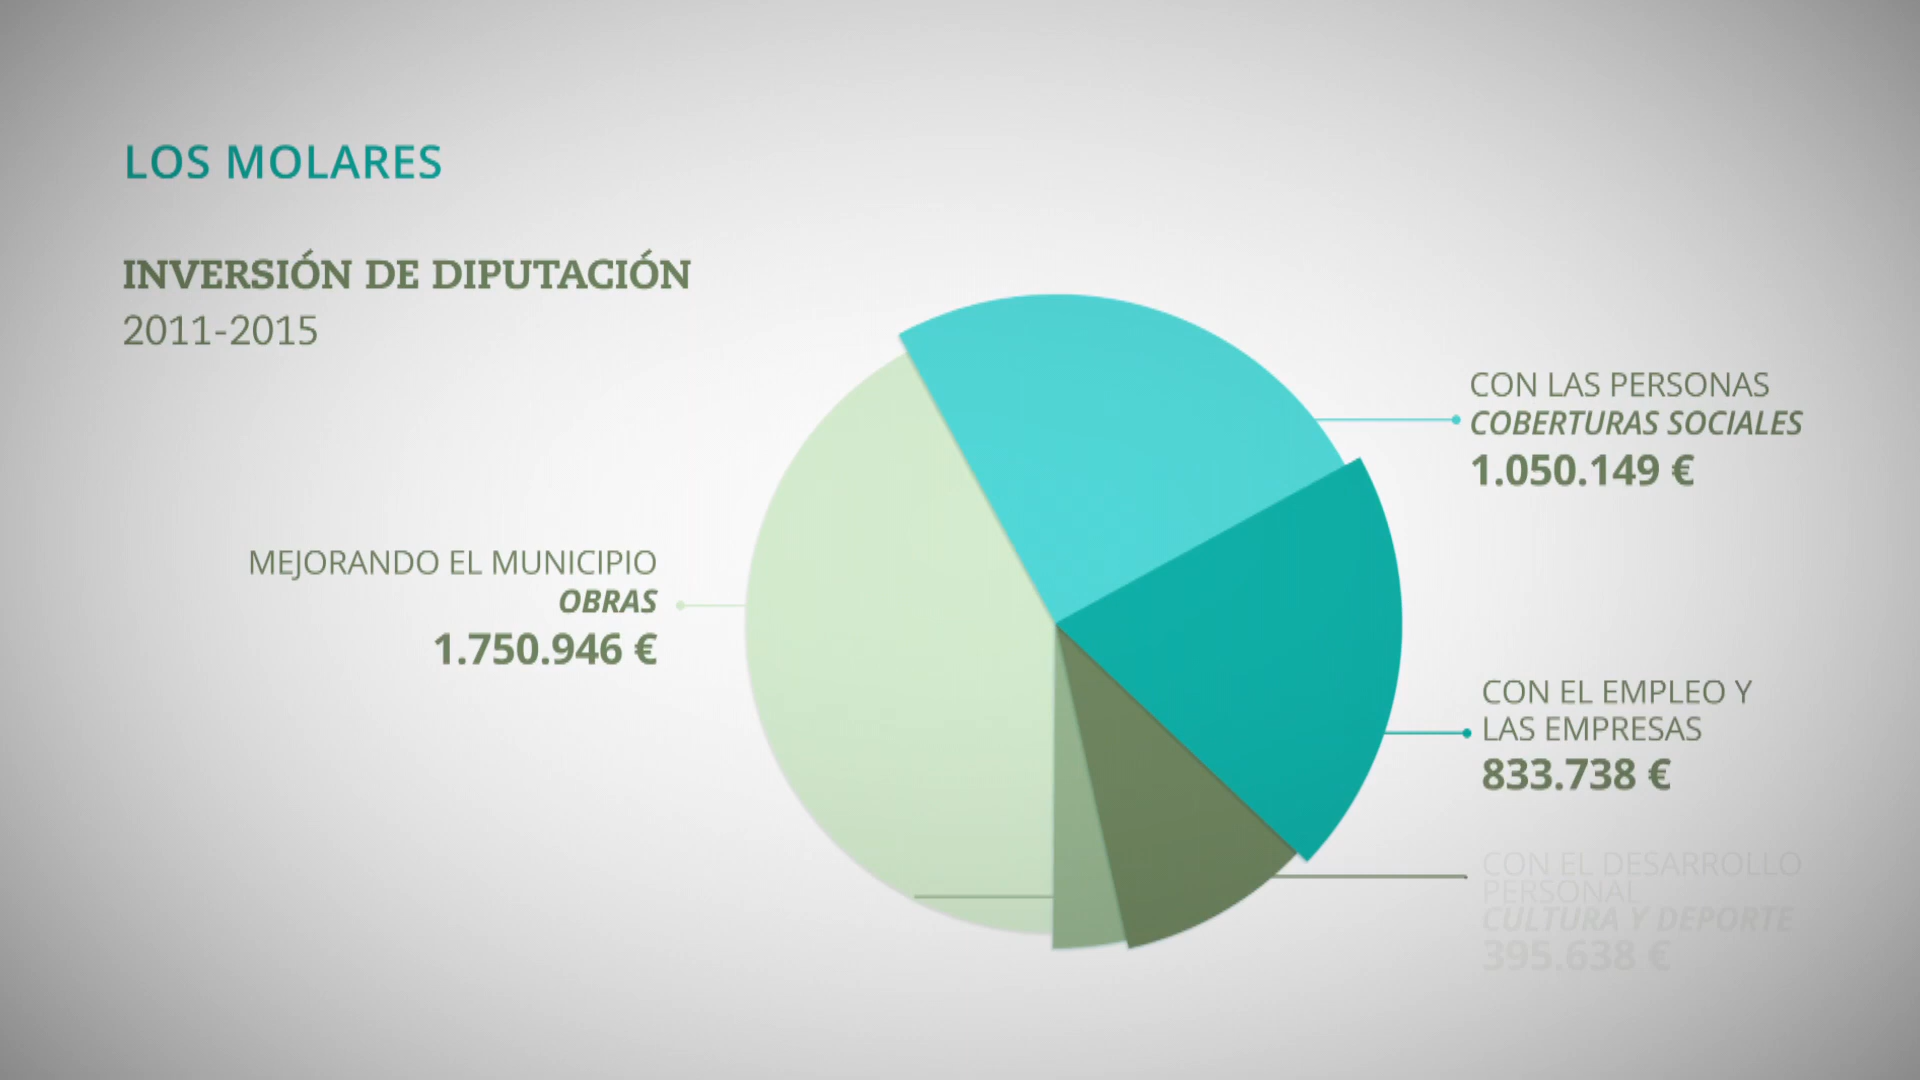 LOS MOLARES
INVERSIÓN DE DIPUTACIÓN
2011-2015
CON LAS PERSONAS
COBERTURAS SOCIALES
1.050.149 €
MEJORANDO EL MUNICIPIO
OBRAS
1.750.946 €
CON EL EMPLEO Y
LAS EMPRESAS
833.738 €
CON EL DESARROLLO
PERSONAL
CULTURA Y DEPORTE
395.638 €